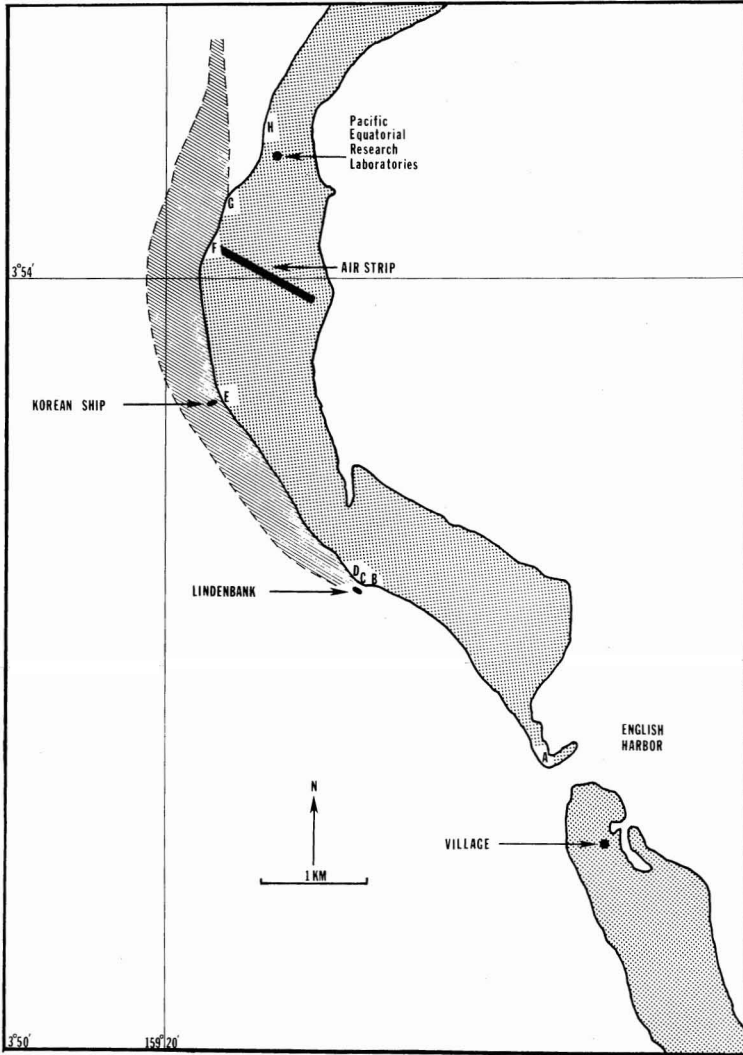 H
Pacific
Equatorial
Research
Laboratories
G
F
AIR STRIP
3°54'
E
KOREAN SHIP
D
C B
LINDENBANK
ENGLISH
HARBOR
A
N
VILLAGE
1 KM
3°50'
159°20'